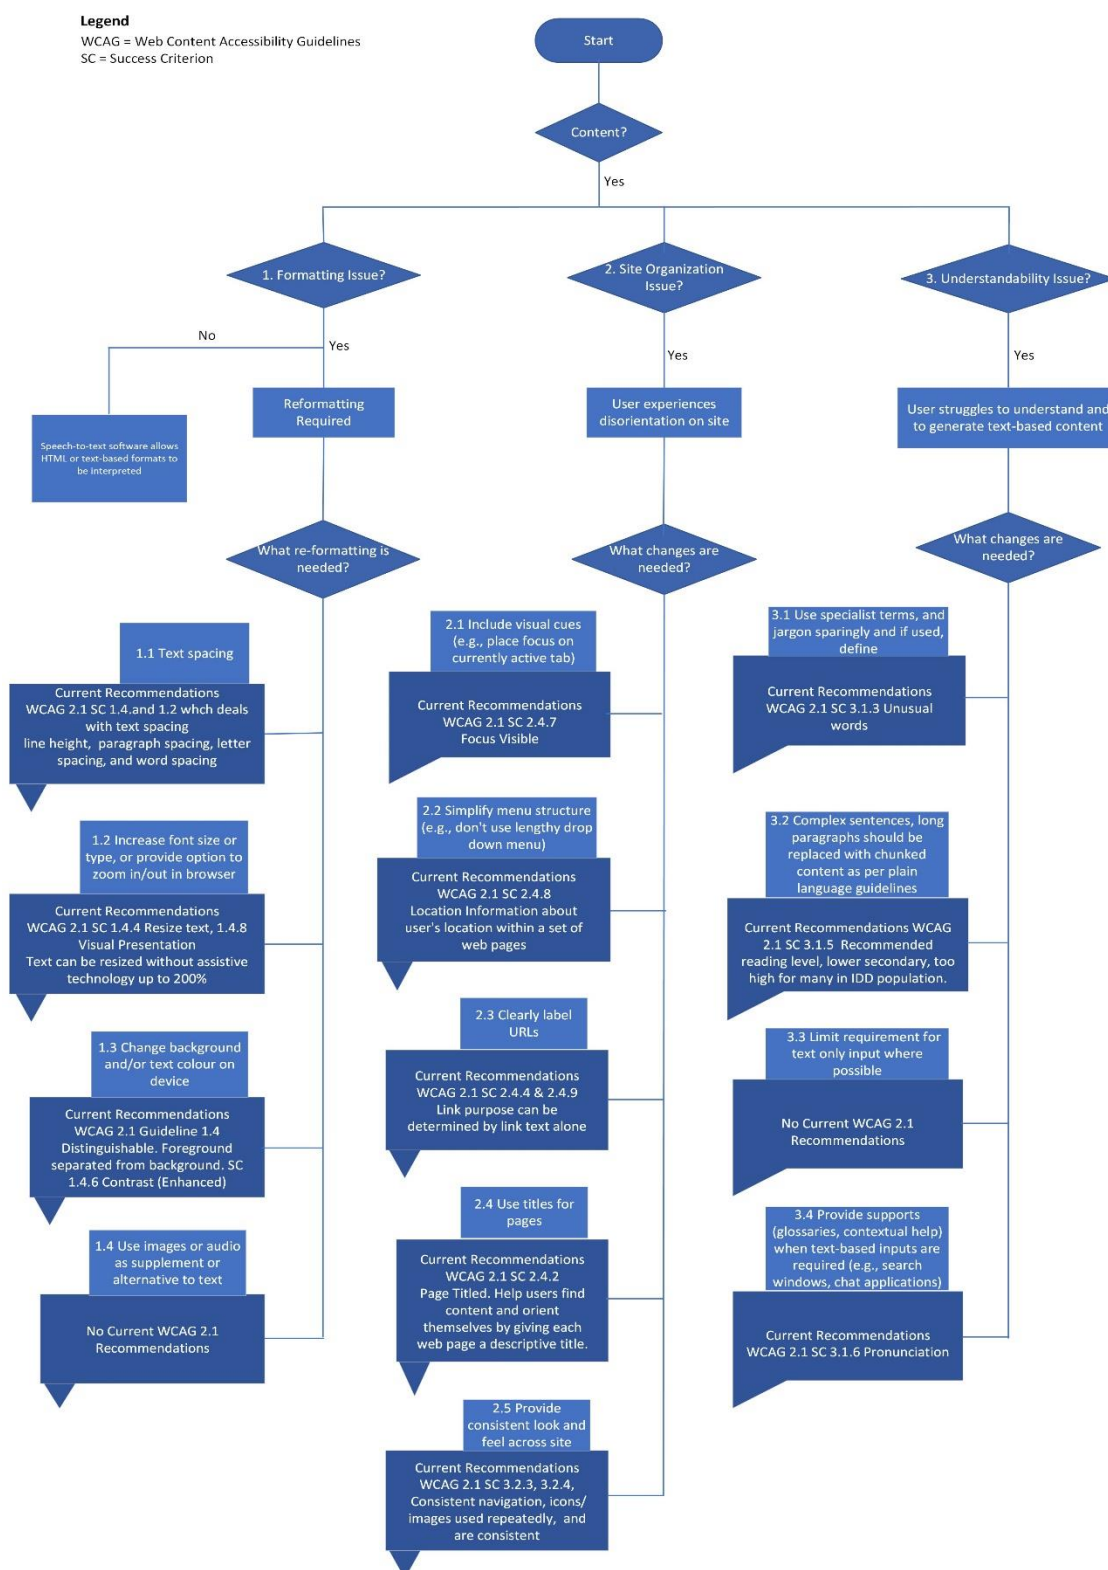 Legend
WCAG = Web Content Accessibility Guidelines
SC = Success Criterion
Start
Content?
Yes
1. Formatting Issue?
2. Site Organization
Issue?
3. Understandability Issue?
No
Yes
Yes
Yes
Speech-to-text software allows
HTML or text-based formats to
be interpreted
Reformatting
Required
User experiences
disorientation on site
User struggles to understand and
to generate text-based content
What re-formatting is
needed?
What changes are
needed?
What changes are
needed?
1.1 Text spacing
Current Recommendations
WCAG 2.1 SC 1.4.and 1.2 whch deals
with text spacing
line height, paragraph spacing, letter
spacing, and word spacing
1.2 Increase font size or
type, or provide option to
zoom in/out in browser
Current Recommendations
WCAG 2.1 SC 1.4.4 Resize text, 1.4.8
Visual Presentation
Text can be resized without assistive
technology up to 200%
1.3 Change background
and/or text colour on
device
Current Recommendations
WCAG 2.1 Guideline 1.4
Distinguishable. Foreground
separated from background. SC
1.4.6 Contrast (Enhanced)
1.4 Use images or audio
as supplement or
alternative to text
No Current WCAG 2.1
Recommendations
2.1 Include visual cues
(e.g., place focus on
currently active tab)
Current Recommendations
WCAG 2.1 SC 2.4.7
Focus Visible
2.2 Simplify menu structure
(e.g., don't use lengthy drop
down menu)
Current Recommendations
WCAG 2.1 SC 2.4.8
Location Information about
user's location within a set of
web pages
2.3 Clearly label
URLs
Current Recommendations
WCAG 2.1 SC 2.4.4 & 2.4.9
Link purpose can be
determined by link text alone
2.4 Use titles for
pages
Current Recommendations
WCAG 2.1 SC 2.4.2
Page Titled. Help users find
content and orient
themselves by giving each
web page a descriptive title.
2.5 Provide
consistent look and
feel across site
Current Recommendations
WCAG 2.1 SC 3.2.3, 3.2.4,
Consistent navigation, icons/
images used repeatedly, and
are consistent
3.1 Use specialist terms, and
jargon sparingly and if used,
define
Current Recommendations
WCAG 2.1 SC 3.1.3 Unusual
words
3.2 Complex sentences, long
paragraphs should be
replaced with chunked
content as per plain
language guidelines
Current Recommendations WCAG
2.1 SC 3.1.5 Recommended
reading level, lower secondary, too
high for many in IDD population.
3.3 Limit requirement for
text only input where
possible
No Current WCAG 2.1
Recommendations
3.4 Provide supports
(glossaries, contextual help)
when text-based inputs are
required (e.g., search
windows, chat applications)
Current Recommendations
WCAG 2.1 SC 3.1.6 Pronunciation